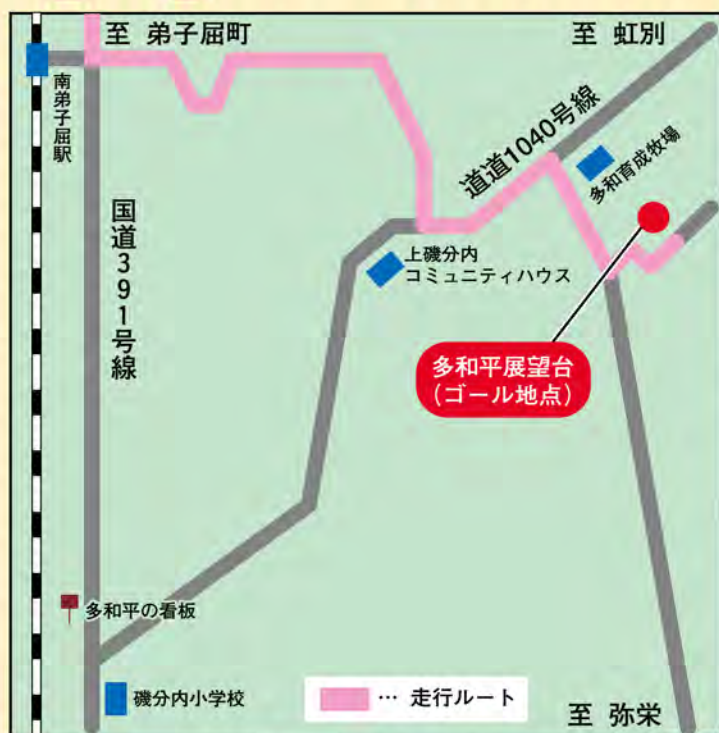 至 弟子屈町
至 虹別
南弟子屈駅
道道1040号線
多和育成牧場
国道391号線
上磯分内
コミュニティハウス
多和平展望台
(ゴール地点)
多和平の看板
磯分内小学校
… 走行ルート
至 弥栄